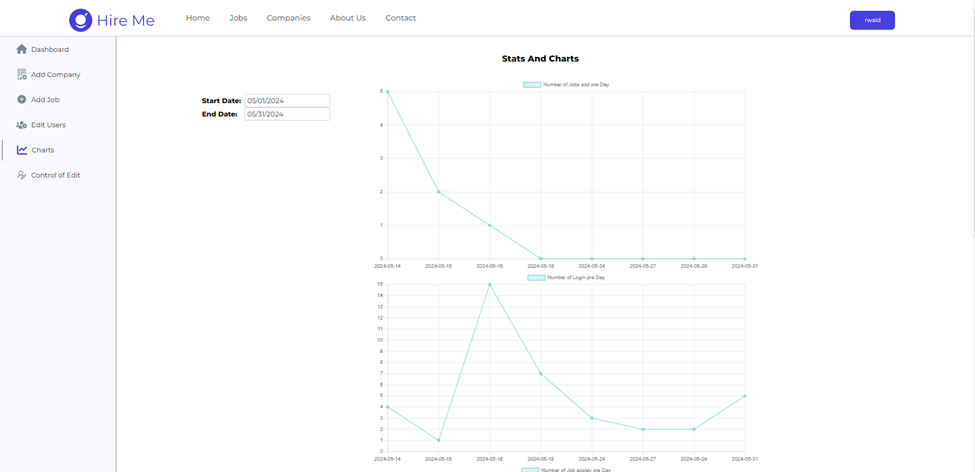 Hire Me
Home Jobs Companies About Us Contact
rwaid
Dashboard
Add Company
Add Job
Edit Users
Charts
Control of Edit
Stats And Charts
Start Date: 05/01/2024
End Date: 05/31/2024
Number of Jobs add pre Day
5
4
3
2
1
0
2024-05-14 2024-05-15 2024-05-16 2024-05-18 2024-05-24 2024-05-27 2024-05-29 2024-05-31
Number of Login pre Day
15
14
13
12
11
10
9
8
7
6
5
4
3
2
1
0
2024-05-14 2024-05-15 2024-05-16 2024-05-18 2024-05-24 2024-05-27 2024-05-29 2024-05-31
Number of Job appley pre Day